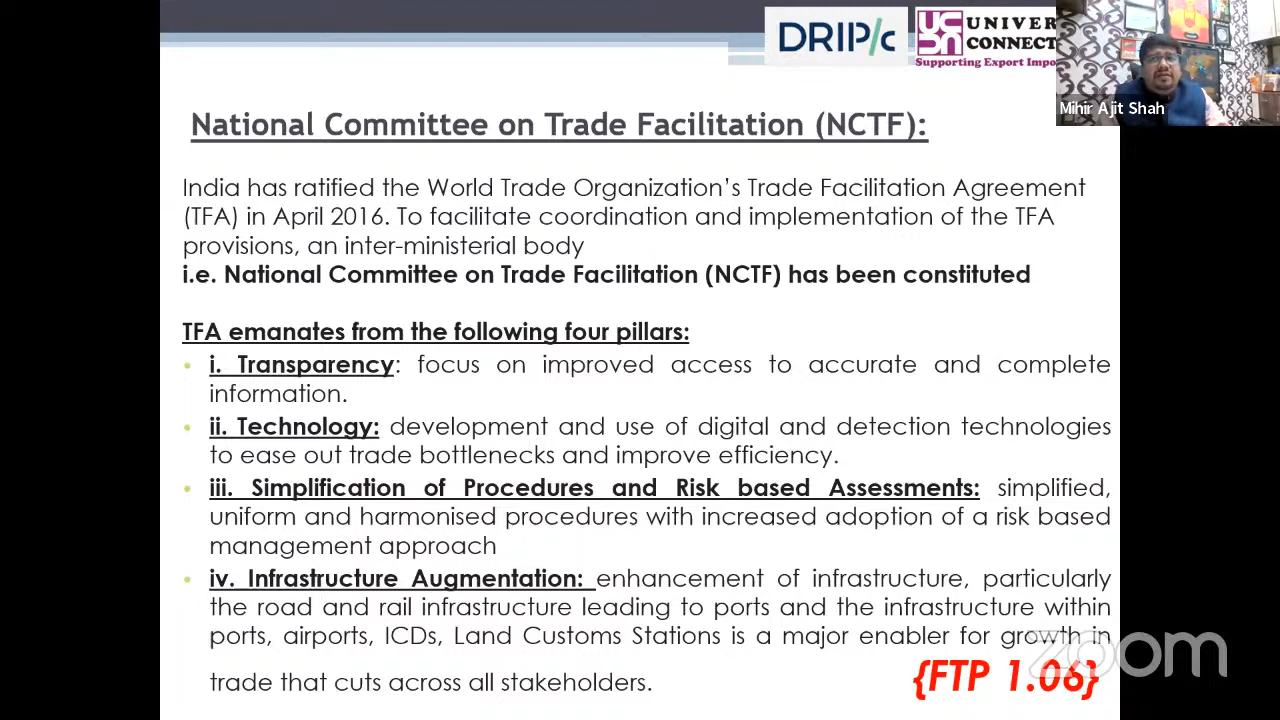 DRIP/c
UNIVER
CONNECT
Supporting Export Impo
Mihir Ajit Shah
National Committee on Trade Facilitation (NCTF):
India has ratified the World Trade Organization's Trade Facilitation Agreement
(TFA) in April 2016. To facilitate coordination and implementation of the TFA
provisions, an inter-ministerial body
i.e. National Committee on Trade Facilitation (NCTF) has been constituted
TFA emanates from the following four pillars:
• i. Transparency: focus on improved access to accurate and complete
information.
• ii. Technology: development and use of digital and detection technologies
to ease out trade bottlenecks and improve efficiency.
• iii. Simplification of Procedures and Risk based Assessments: simplified,
uniform and harmonised procedures with increased adoption of a risk based
management approach
• iv. Infrastructure Augmentation: enhancement of infrastructure, particularly
the road and rail infrastructure leading to ports and the infrastructure within
ports, airports, ICDs, Land Customs Stations is a major enabler for growth in
trade that cuts across all stakeholders.
{FTP 1.06}
zoom